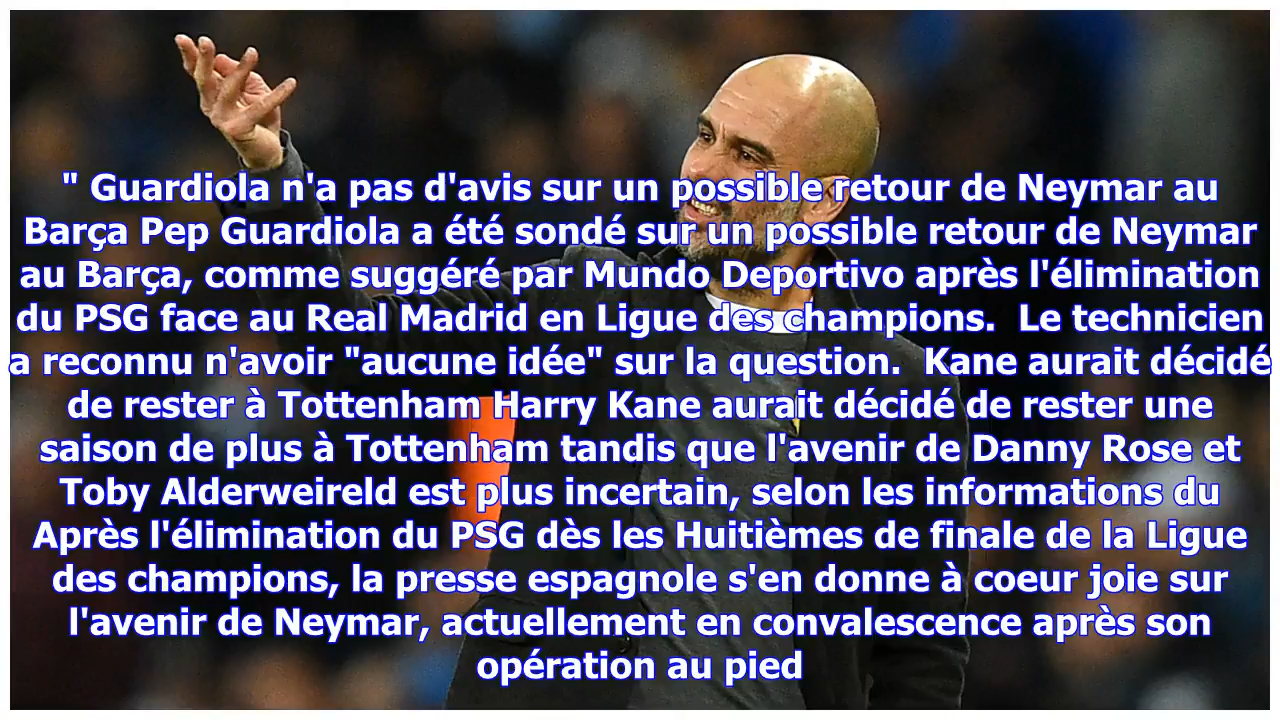 " Guardiola n'a pas d'avis sur un possible retour de Neymar au
Barça Pep Guardiola a été sondé sur un possible retour de Neymar
au Barça, comme suggéré par Mundo Deportivo après l'élimination
du PSG face au Real Madrid en Ligue des champions.  Le technicien
a reconnu n'avoir "aucune idée" sur la question.  Kane aurait décidé
de rester à Tottenham Harry Kane aurait décidé de rester une
saison de plus à Tottenham tandis que l'avenir de Danny Rose et
Toby Alderweireld est plus incertain, selon les informations du
Après l'élimination du PSG dès les Huitièmes de finale de la Ligue
des champions, la presse espagnole s'en donne à coeur joie sur
l'avenir de Neymar, actuellement en convalescence après son
opération au pied